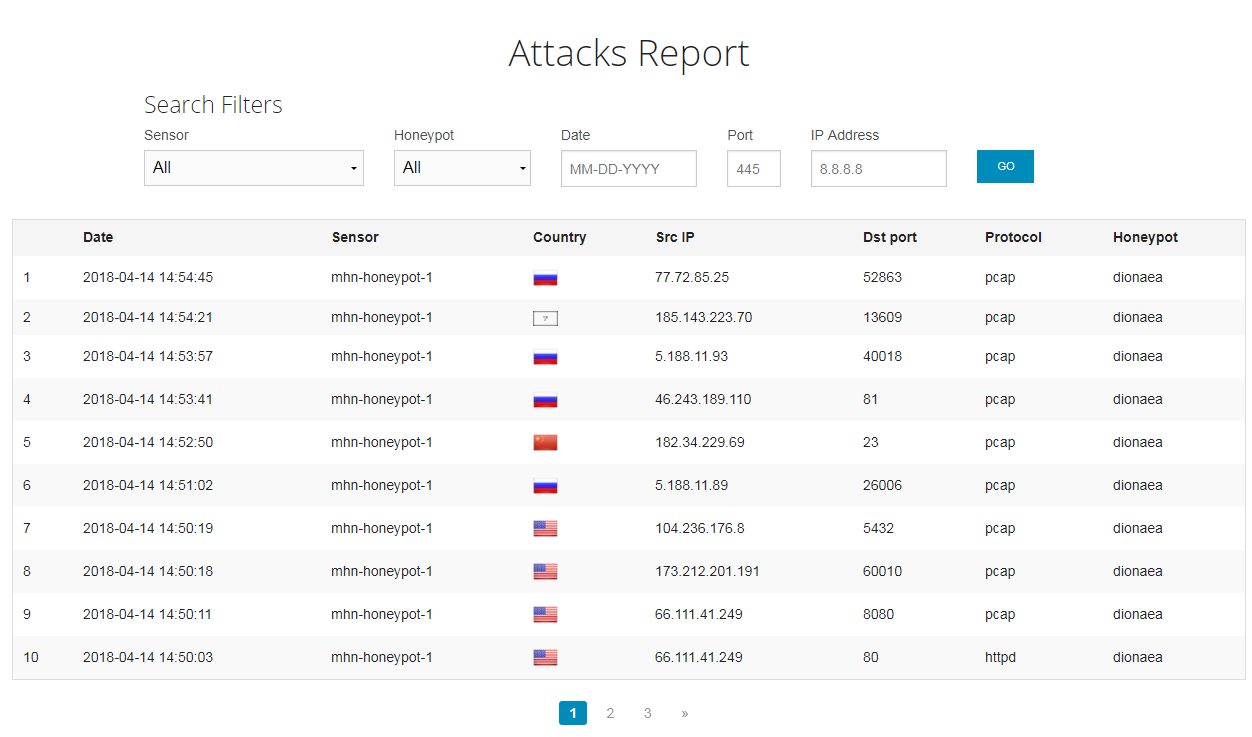 Attacks Report
Search Filters
Sensor Honeypot Date Port IP Address
All All MM-DD-YYYY 445 8.8.8.8 GO
Date Sensor Country Src IP Dst port Protocol Honeypot
1 2018-04-14 14:54:45 mhn-honeypot-1 77.72.85.25 52863 pcap dionaea
2 2018-04-14 14:54:21 mhn-honeypot-1 ? 185.143.223.70 13609 pcap dionaea
3 2018-04-14 14:53:57 mhn-honeypot-1 5.188.11.93 40018 pcap dionaea
4 2018-04-14 14:53:41 mhn-honeypot-1 46.243.189.110 81 pcap dionaea
5 2018-04-14 14:52:50 mhn-honeypot-1 182.34.229.69 23 pcap dionaea
6 2018-04-14 14:51:02 mhn-honeypot-1 5.188.11.89 26006 pcap dionaea
7 2018-04-14 14:50:19 mhn-honeypot-1 104.236.176.8 5432 pcap dionaea
8 2018-04-14 14:50:18 mhn-honeypot-1 173.212.201.191 60010 pcap dionaea
9 2018-04-14 14:50:11 mhn-honeypot-1 66.111.41.249 8080 pcap dionaea
10 2018-04-14 14:50:03 mhn-honeypot-1 66.111.41.249 80 httpd dionaea
1 2 3 »